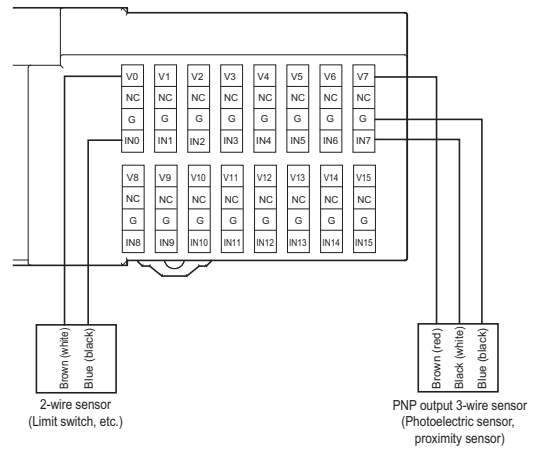 V0 V1 V2 V3 V4 V5 V6 V7
NC NC NC NC NC NC NC NC
G G G G G G G G
IN0 IN1 IN2 IN3 IN4 IN5 IN6 IN7
V8 V9 V10 V11 V12 V13 V14 V15
NC NC NC NC NC NC NC NC
G G G G G G G G
IN8 IN9 IN10 IN11 IN12 IN13 IN14 IN15
Brown (white)
Blue (black)
2-wire sensor
(Limit switch, etc.)
Brown (red)
Black (white)
Blue (black)
PNP output 3-wire sensor
(Photoelectric sensor,
proximity sensor)